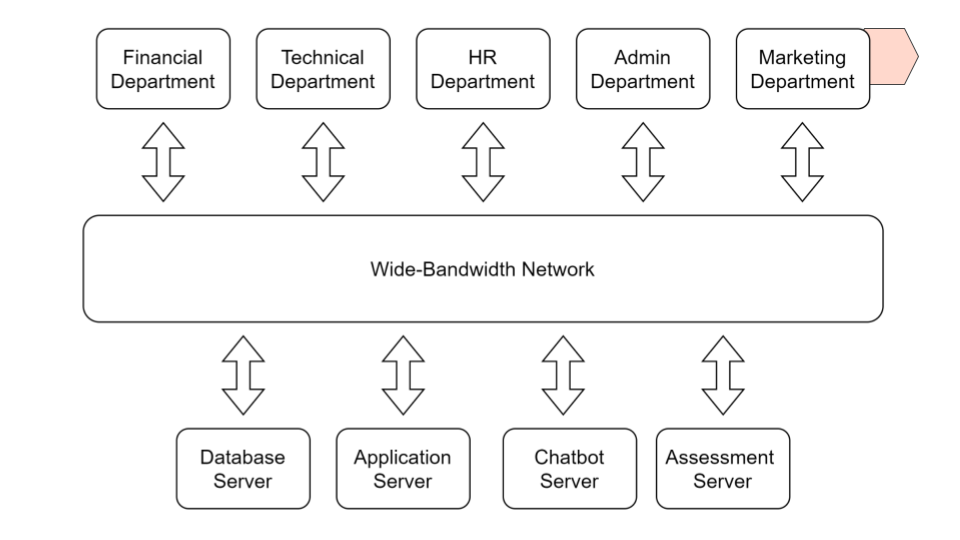 Financial
Department
Technical
Department
HR
Department
Admin
Department
Marketing
Department
Wide-Bandwidth Network
Database
Server
Application
Server
Chatbot
Server
Assessment
Server